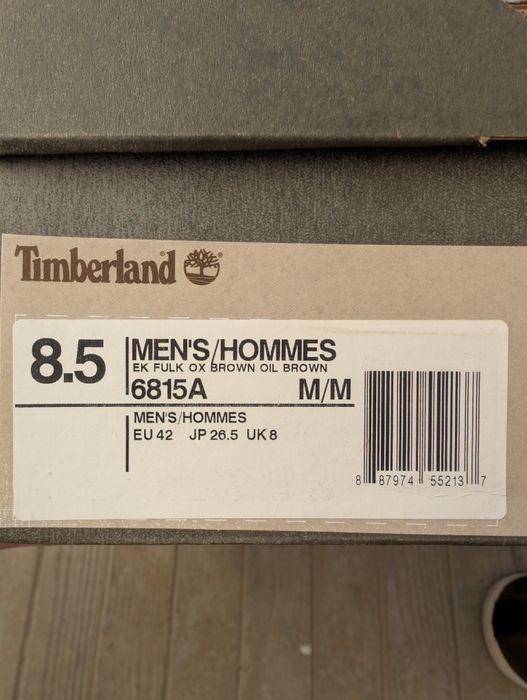 Timberland
8.5
MEN'S/HOMMES
EK FULK OX BROWN OIL BROWN
6815A M/M
MEN'S/HOMMES
EU 42 JP 26.5 UK 8
8 87974 55213 7